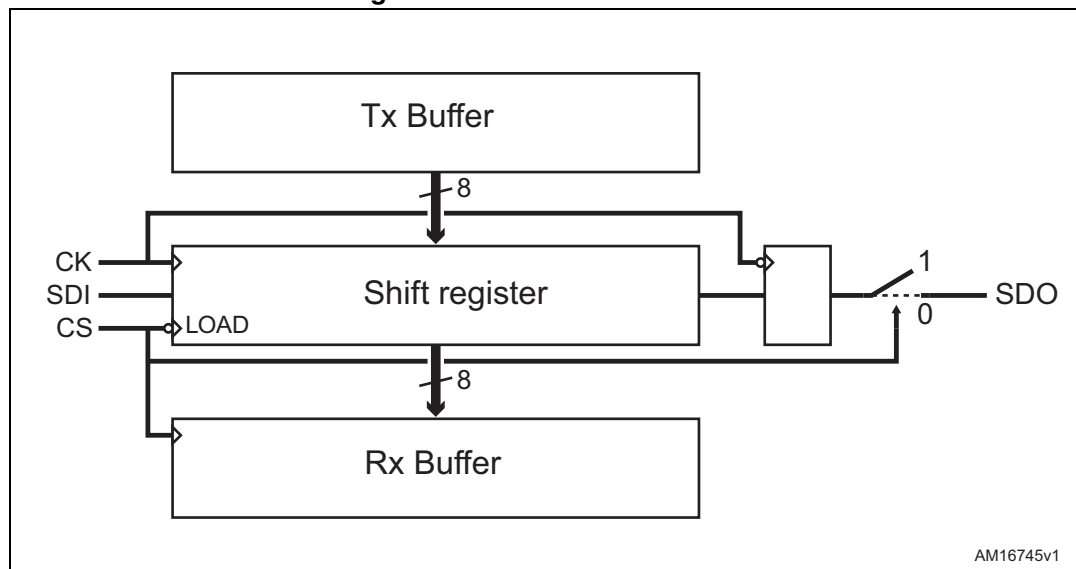 Tx Buffer
8
CK
SDI
CS
LOAD
Shift register
1
0
SDO
8
Rx Buffer
AM16745v1